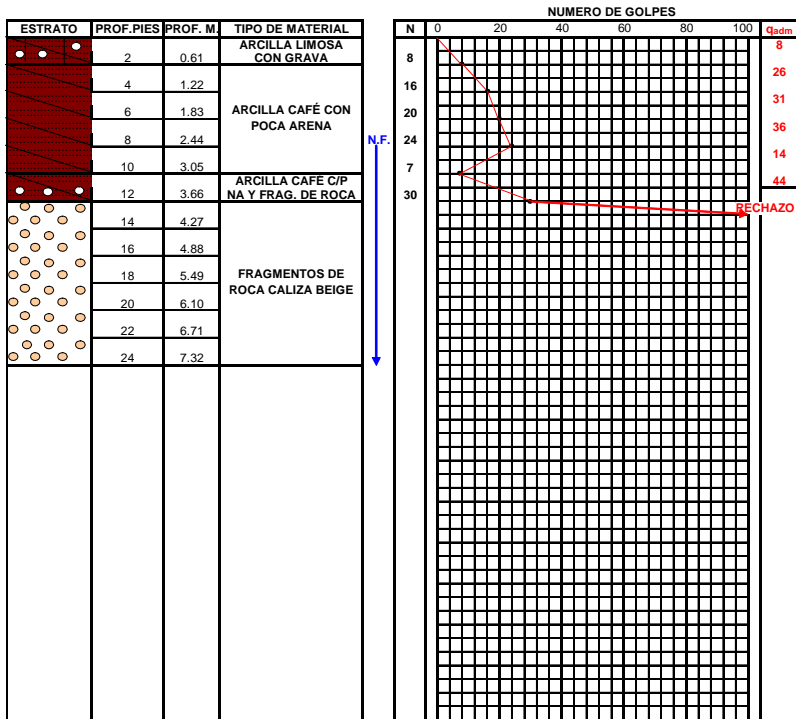 NUMERO DE GOLPES
ESTRATO PROF.PIES PROF. M. TIPO DE MATERIAL N 0 20 40 60 80 100 qadm
2 0.61 ARCILLA LIMOSA CON GRAVA 8 8
4 1.22 16 26
6 1.83 ARCILLA CAFÉ CON POCA ARENA 20 31
8 2.44 N.F. 24 36
10 3.05 7 14
12 3.66 ARCILLA CAFE C/P NA Y FRAG. DE ROCA 30 44
14 4.27 RECHAZO
16 4.88
18 5.49 FRAGMENTOS DE ROCA CALIZA BEIGE
20 6.10
22 6.71
24 7.32